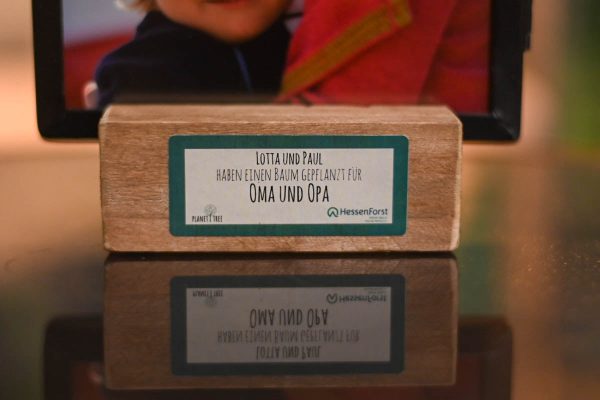 LOTTA UND PAUL
HABEN EINEN BAUM GEPFLANZT FÜR
OMA UND OPA
PLANET TREE
HESSENFORST